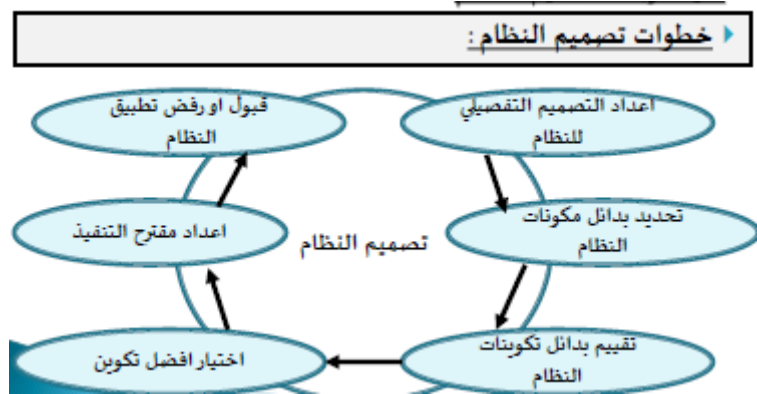 خطوات تصميم النظام :
اعداد التصميم التفصيلي
للنظام
تحديد بدائل مكونات
النظام
تقييم بدائل تكوينات
النظام
اختيار افضل تكوين
اعداد مقترح التنفيذ
قبول او رفض تطبيق
النظام
تصميم النظام